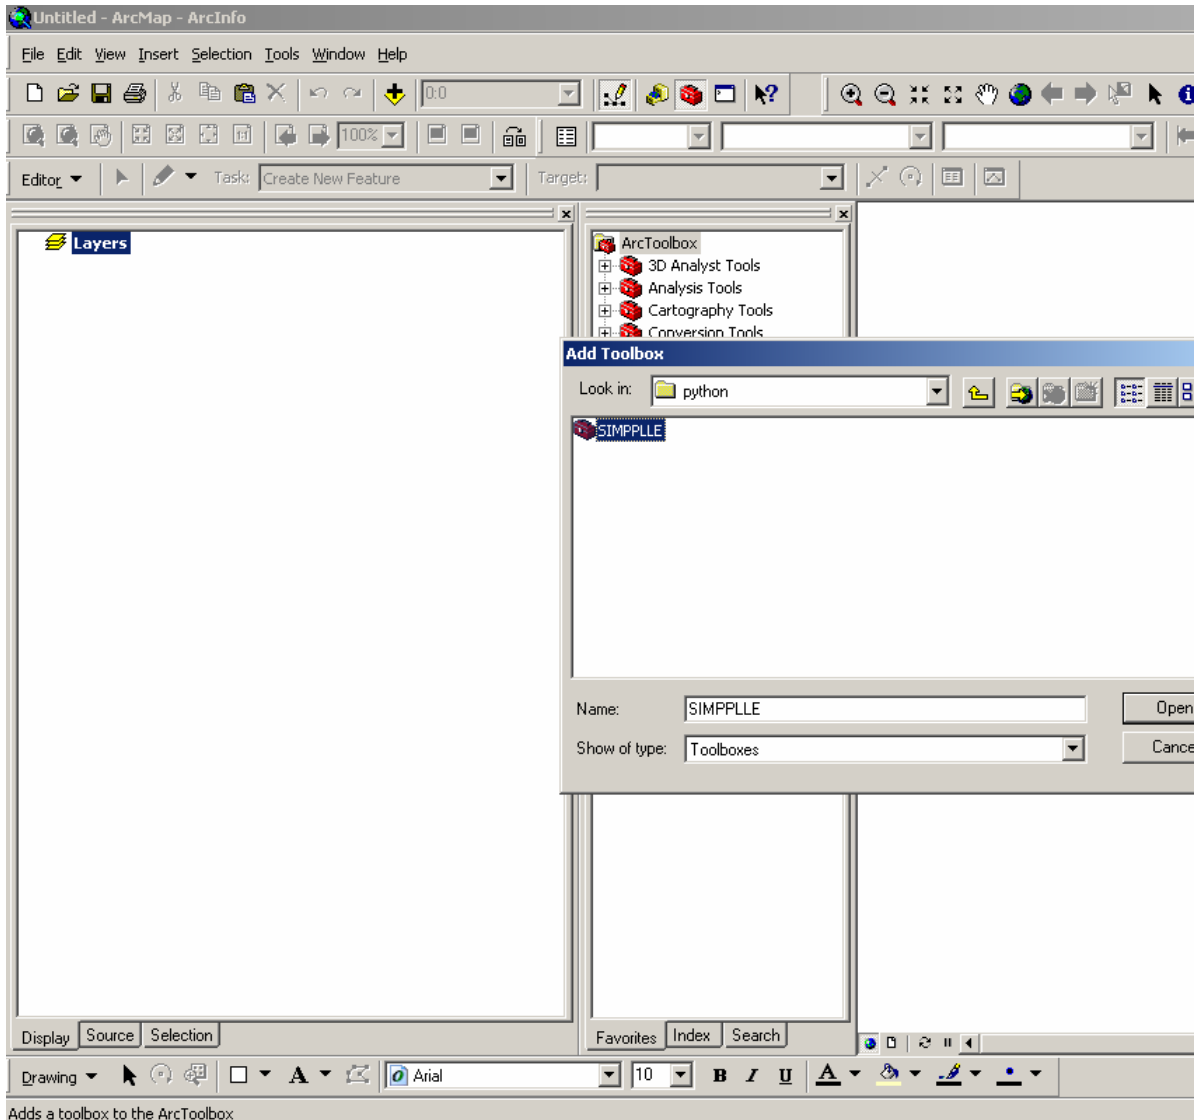 Untitled - ArcMap - ArcInfo
File Edit View Insert Selection Tools Window Help
0:0
100%
1:1
Editor Task: Create New Feature Target:
Layers
ArcToolbox
3D Analyst Tools
Analysis Tools
Cartography Tools
Conversion Tools
Add Toolbox
Look in: python
SIMPPLLE
Name: SIMPPLLE Open
Show of type: Toolboxes Cance
Display Source Selection
Favorites Index Search
Drawing A Arial 10 B I U A
Adds a toolbox to the ArcToolbox